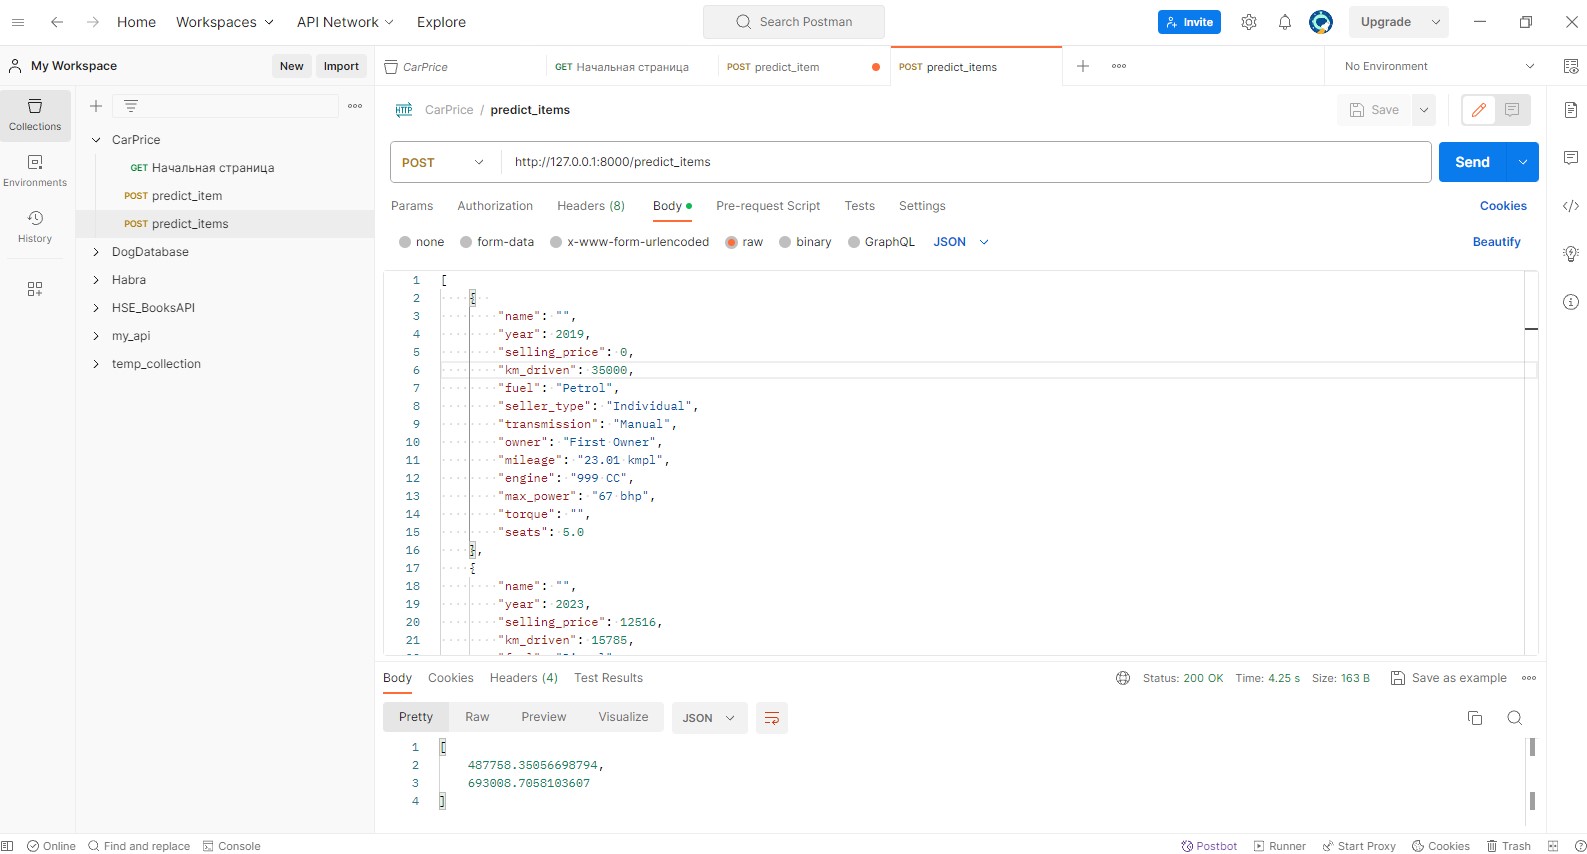 Home Workspaces API Network Explore Search Postman Invite Upgrade
My Workspace New Import CarPrice GET Начальная страница POST predict_item POST predict_items No Environment
Collections
Environments
History
CarPrice
GET Начальная страница
POST predict_item
POST predict_items
DogDatabase
Habra
HSE_BooksAPI
my_api
temp_collection
HTTP CarPrice / predict_items Save
POST http://127.0.0.1:8000/predict_items Send
Params Authorization Headers (8) Body Pre-request Script Tests Settings Cookies
none form-data x-www-form-urlencoded raw binary GraphQL JSON Beautify
1 [
2 {
3 "name": "",
4 "year": 2019,
5 "selling_price": 0,
6 "km_driven": 35000,
7 "fuel": "Petrol",
8 "seller_type": "Individual",
9 "transmission": "Manual",
10 "owner": "First Owner",
11 "mileage": "23.01 kmpl",
12 "engine": "999 CC",
13 "max_power": "67 bhp",
14 "torque": "",
15 "seats": 5.0
16 },
17 {
18 "name": "",
19 "year": 2023,
20 "selling_price": 12516,
21 "km_driven": 15785,
Body Cookies Headers (4) Test Results Status: 200 OK Time: 4.25 s Size: 163 B Save as example
Pretty Raw Preview Visualize JSON
1 [
2 487758.35056698794,
3 693008.7058103607
4 ]
Online Find and replace Console Postbot Runner Start Proxy Cookies Trash